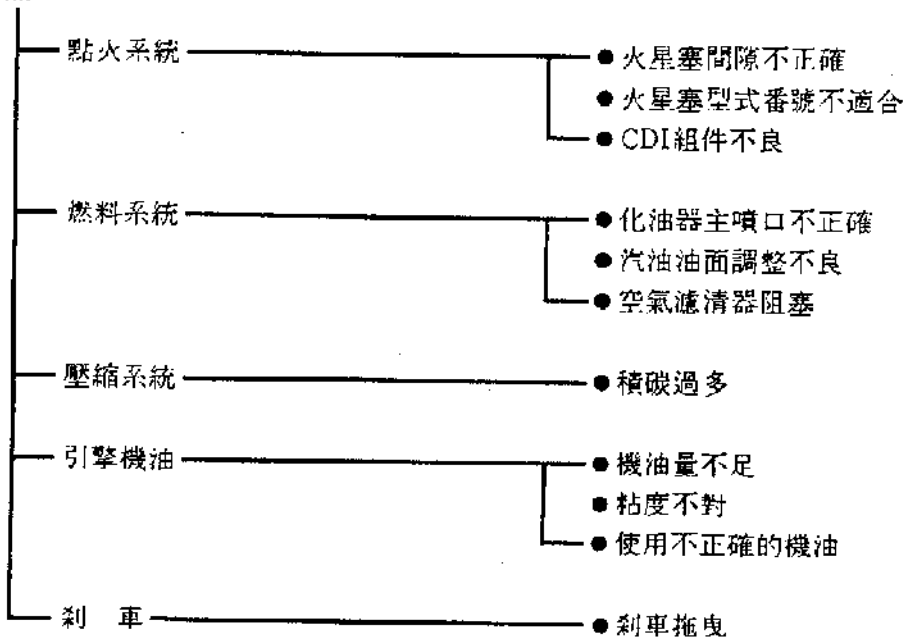 點火系統
● 火星塞間隙不正確
● 火星塞型式番號不適合
● CDI組件不良
燃料系統
● 化油器主噴口不正確
● 汽油油面調整不良
● 空氣濾清器阻塞
壓縮系統
● 積碳過多
引擎機油
● 機油量不足
● 粘度不對
● 使用不正確的機油
刹 車
● 刹車拖曳